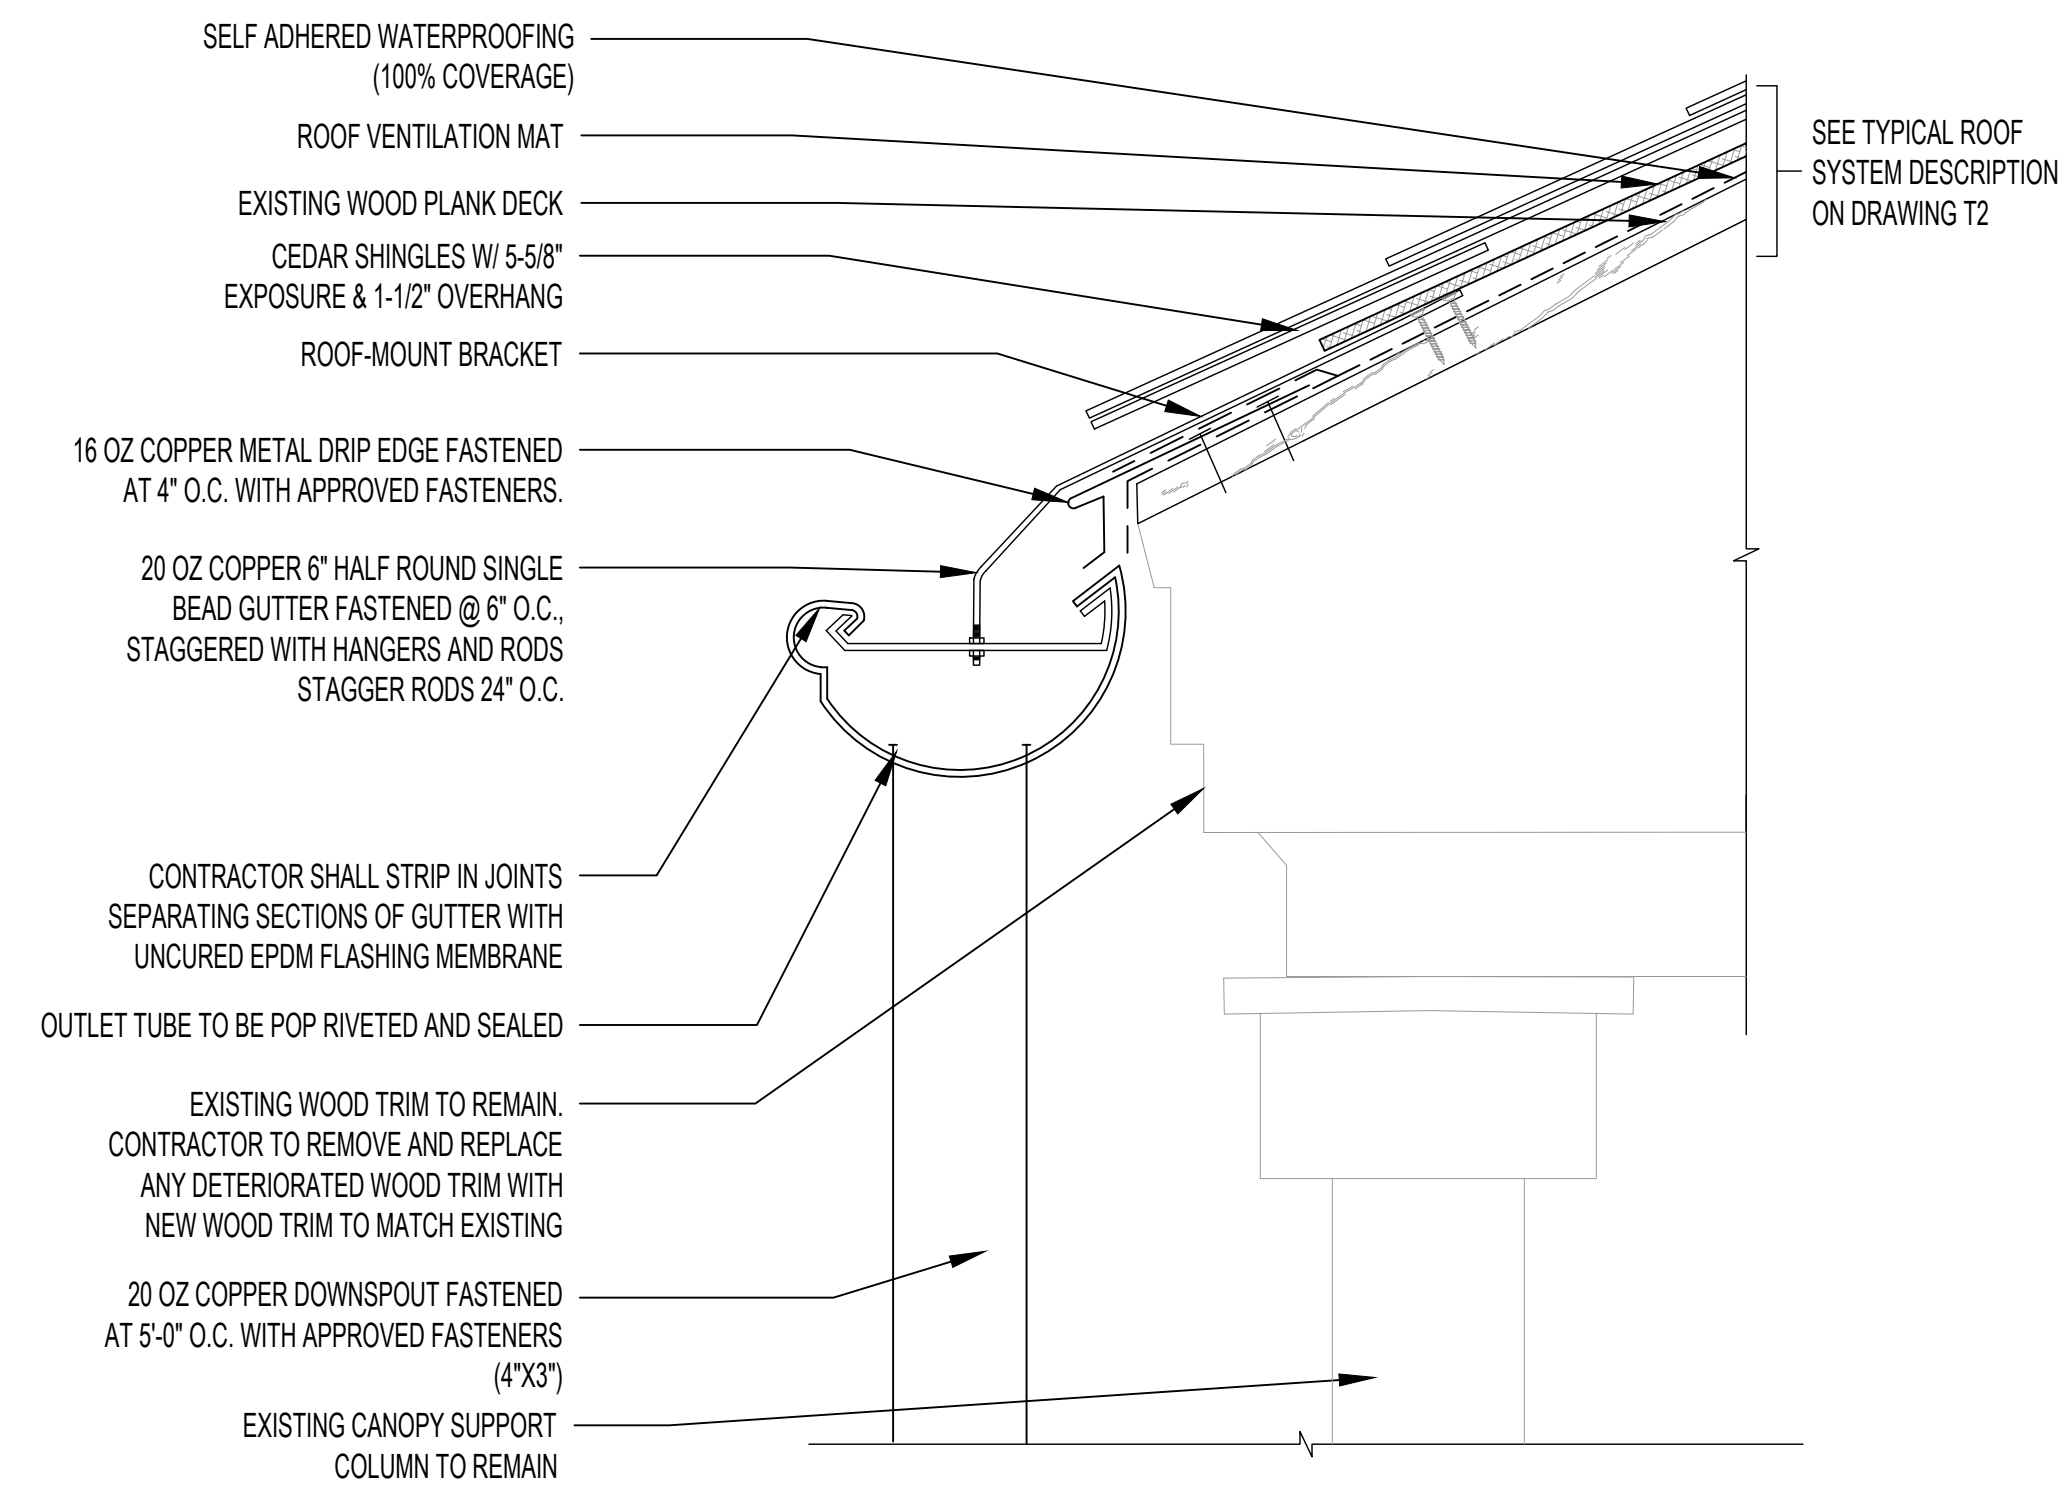 SELF ADHERED WATERPROOFING
(100% COVERAGE)
ROOF VENTILATION MAT
EXISTING WOOD PLANK DECK
CEDAR SHINGLES W/ 5-5/8"
EXPOSURE & 1-1/2" OVERHANG
ROOF-MOUNT BRACKET
16 OZ COPPER METAL DRIP EDGE FASTENED
AT 4" O.C. WITH APPROVED FASTENERS.
20 OZ COPPER 6" HALF ROUND SINGLE
BEAD GUTTER FASTENED @ 6" O.C.,
STAGGERED WITH HANGERS AND RODS
STAGGER RODS 24" O.C.
CONTRACTOR SHALL STRIP IN JOINTS
SEPARATING SECTIONS OF GUTTER WITH
UNCURED EPDM FLASHING MEMBRANE
OUTLET TUBE TO BE POP RIVETED AND SEALED
EXISTING WOOD TRIM TO REMAIN.
CONTRACTOR TO REMOVE AND REPLACE
ANY DETERIORATED WOOD TRIM WITH
NEW WOOD TRIM TO MATCH EXISTING
20 OZ COPPER DOWNSPOUT FASTENED
AT 5'-0" O.C. WITH APPROVED FASTENERS
(4"X3")
EXISTING CANOPY SUPPORT
COLUMN TO REMAIN
SEE TYPICAL ROOF
SYSTEM DESCRIPTION
ON DRAWING T2